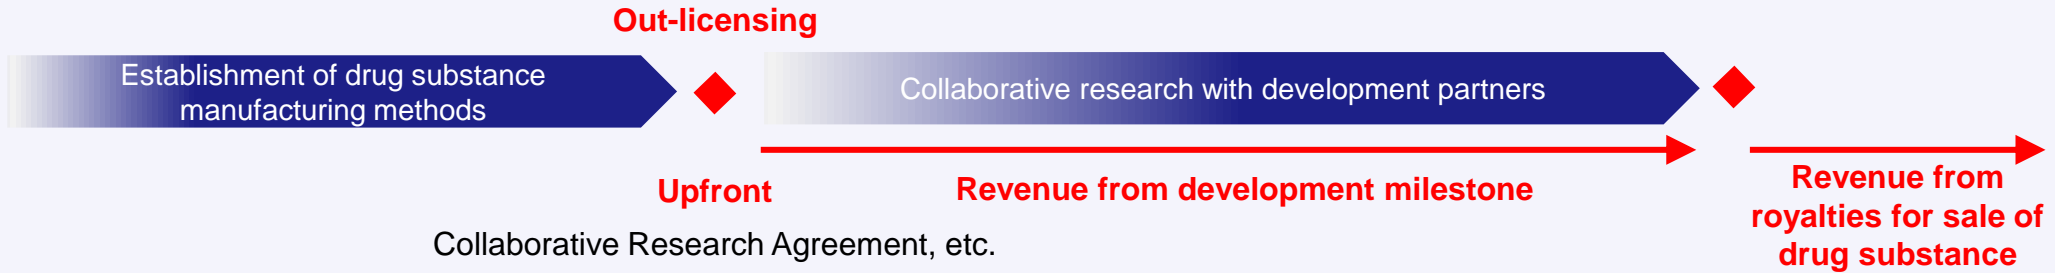 Out-licensing
Establishment of drug substance
manufacturing methods
Collaborative research with development partners
Upfront
Revenue from development milestone
Revenue from
royalties for sale of
drug substance
Collaborative Research Agreement, etc.